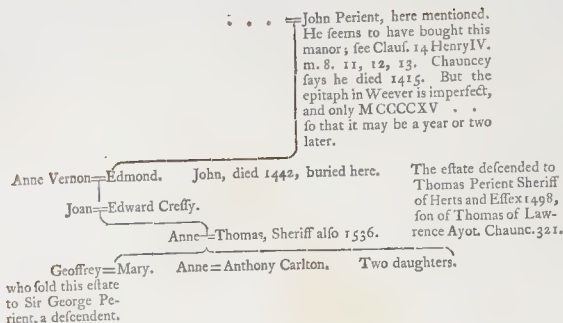 . . . =John Perient, here mentioned.
He ſeems to have bought this
manor; ſee Clauſ. 14 Henry IV.
m. 8. 11, 12, 13. Chauncey
ſays he died 1415. But the
epitaph in Weever is imperfect,
and only MCCCCXV . .
ſo that it may be a year or two
later.
Anne Vernon=Edmond. John, died 1442, buried here.
The eſtate deſcended to
Thomas Perient Sheriff
of Herts and Eſſex 1498,
ſon of Thomas of Law-
rence Ayot. Chaunc. 321.
Joan=Edward Creſſy.
Anne=Thomas, Sheriff alſo 1536.
Geoffrey=Mary. Anne=Anthony Carlton. Two daughters.
who ſold this eſtate
to Sir George Pe-
rient, a deſcendent.